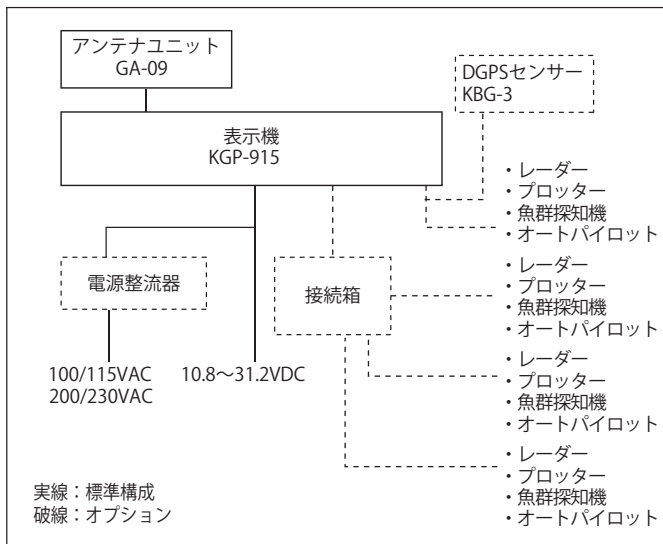 アンテナユニット
GA-09
DGPSセンサー
KBG-3
表示機
KGP-915
・レーダー
・プロッター
・魚群探知機
・オートパイロット
電源整流器
接続箱
・レーダー
・プロッター
・魚群探知機
・オートパイロット
100/115VAC
200/230VAC
10.8～31.2VDC
・レーダー
・プロッター
・魚群探知機
・オートパイロット
・レーダー
・プロッター
・魚群探知機
・オートパイロット
実線：標準構成
破線：オプション